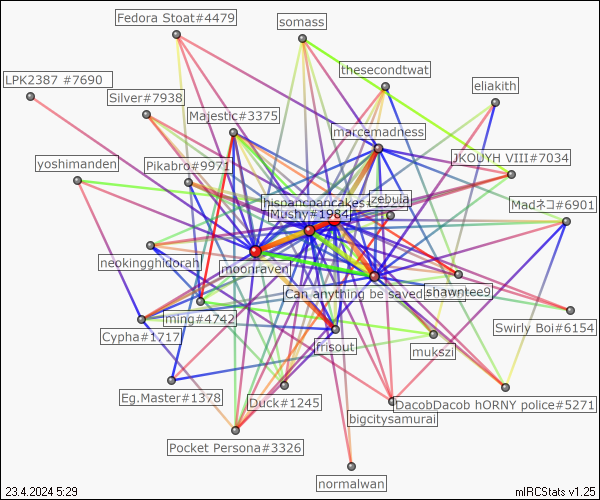 Fedora Stoat#4479
somass
thesecondtwat
LPK2387 #7690
eliakith
Silver#7938
Majestic#3375
marcemadness
JKOUYH VIII#7034
yoshimanden
Pikabro#9971
zebula
hispancpancakes
Madネコ#6901
Mushy#1984
neokingghidorah
moonraven
Can anything be saved
shawntee9
ming#4742
Cypha#1717
frisout
Swirly Boi#6154
mukszi
Eg.Master#1378
Duck#1245
DacobDacob hORNY police#5271
bigcitysamurai
Pocket Persona#3326
normalwan
23.4.2024 5:29
mIRCStats v1.25